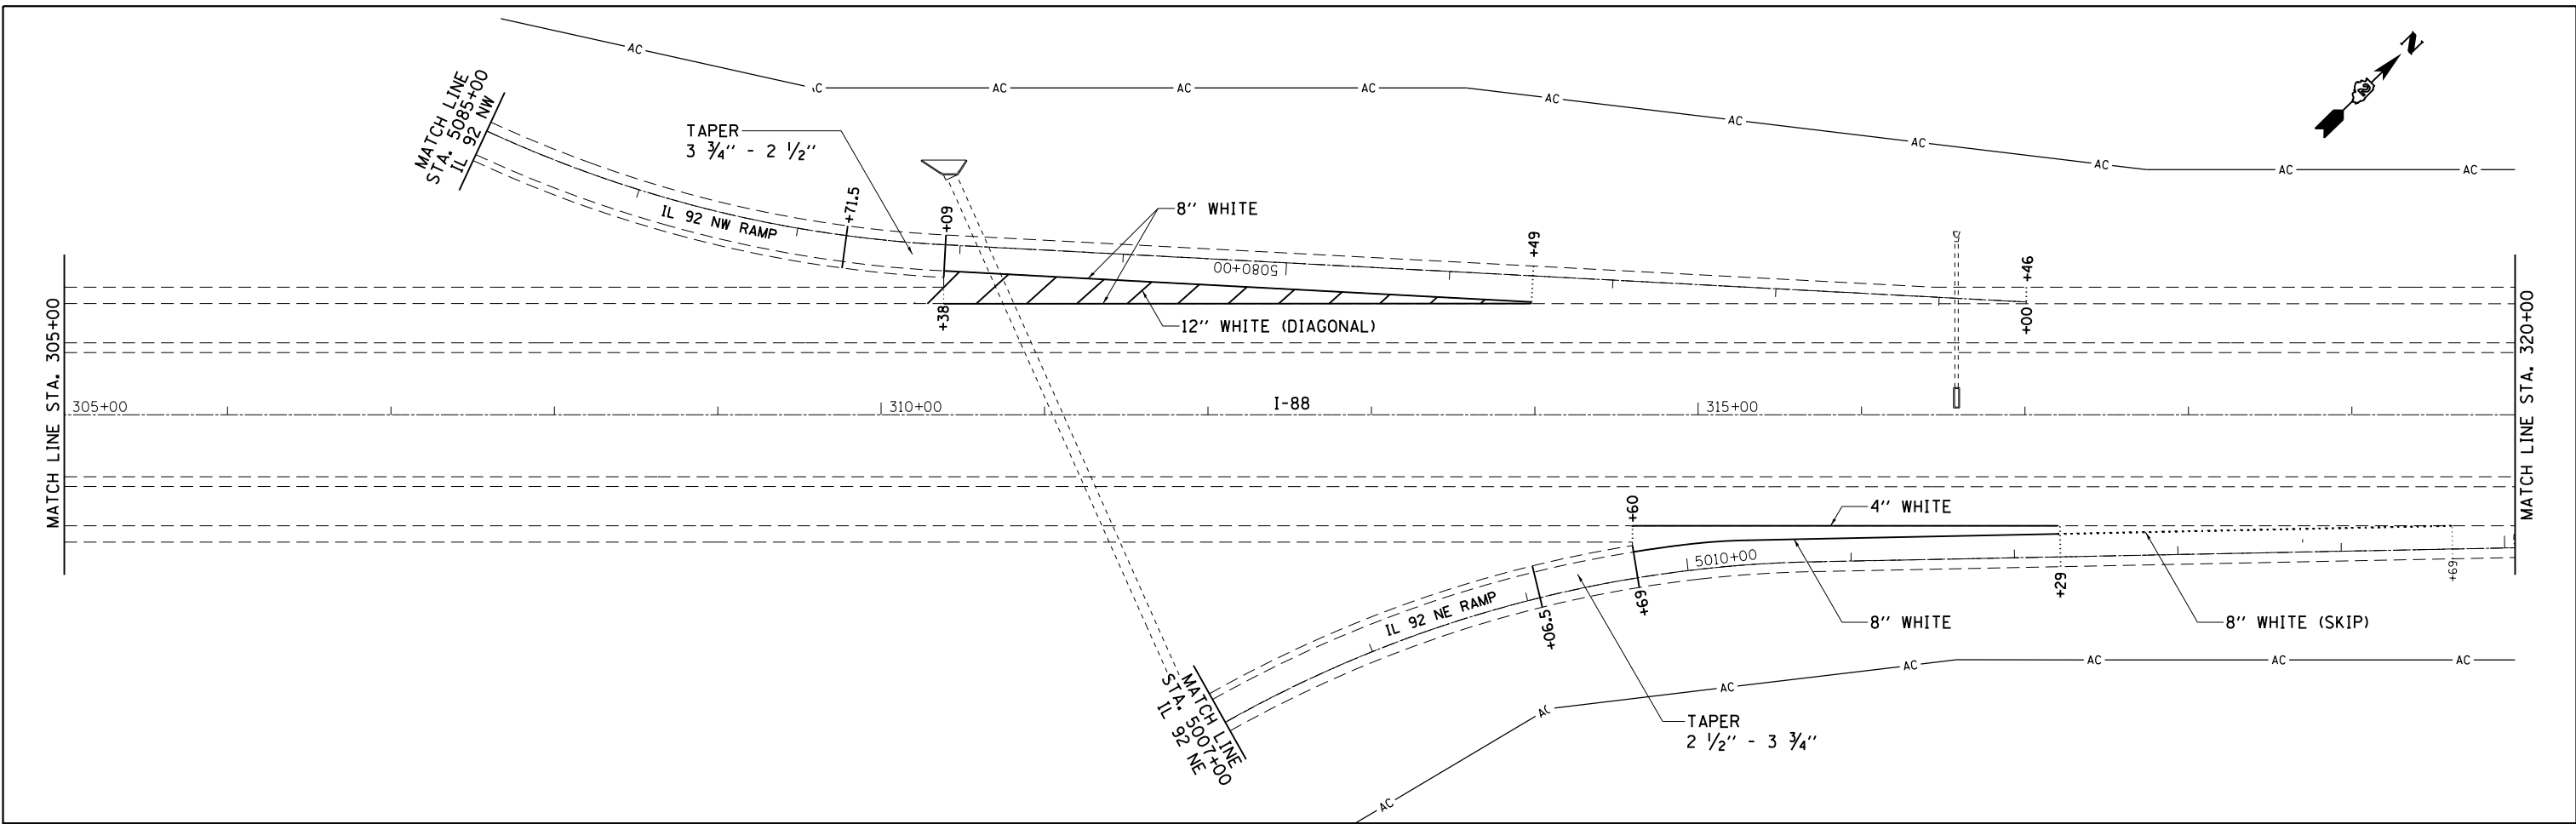 AC
AC
AC
AC
AC
AC
AC
AC
AC
AC
AC
N
MATCH LINE
STA. 5085+00
IL 92 NW
TAPER
3 3/4" - 2 1/2"
IL 92 NW RAMP
+71.5
+09
8" WHITE
+49
+46
5080+00
+38
12" WHITE (DIAGONAL)
+00
MATCH LINE STA. 305+00
MATCH LINE STA. 320+00
305+00
310+00
I-88
315+00
+60
4" WHITE
5010+00
+69
+29
+69
IL 92 NE RAMP
+06.5
8" WHITE
8" WHITE (SKIP)
MATCH LINE
STA. 5007+00
IL 92 NE
TAPER
2 1/2" - 3 3/4"
AC
AC
AC
AC
AC
AC
AC